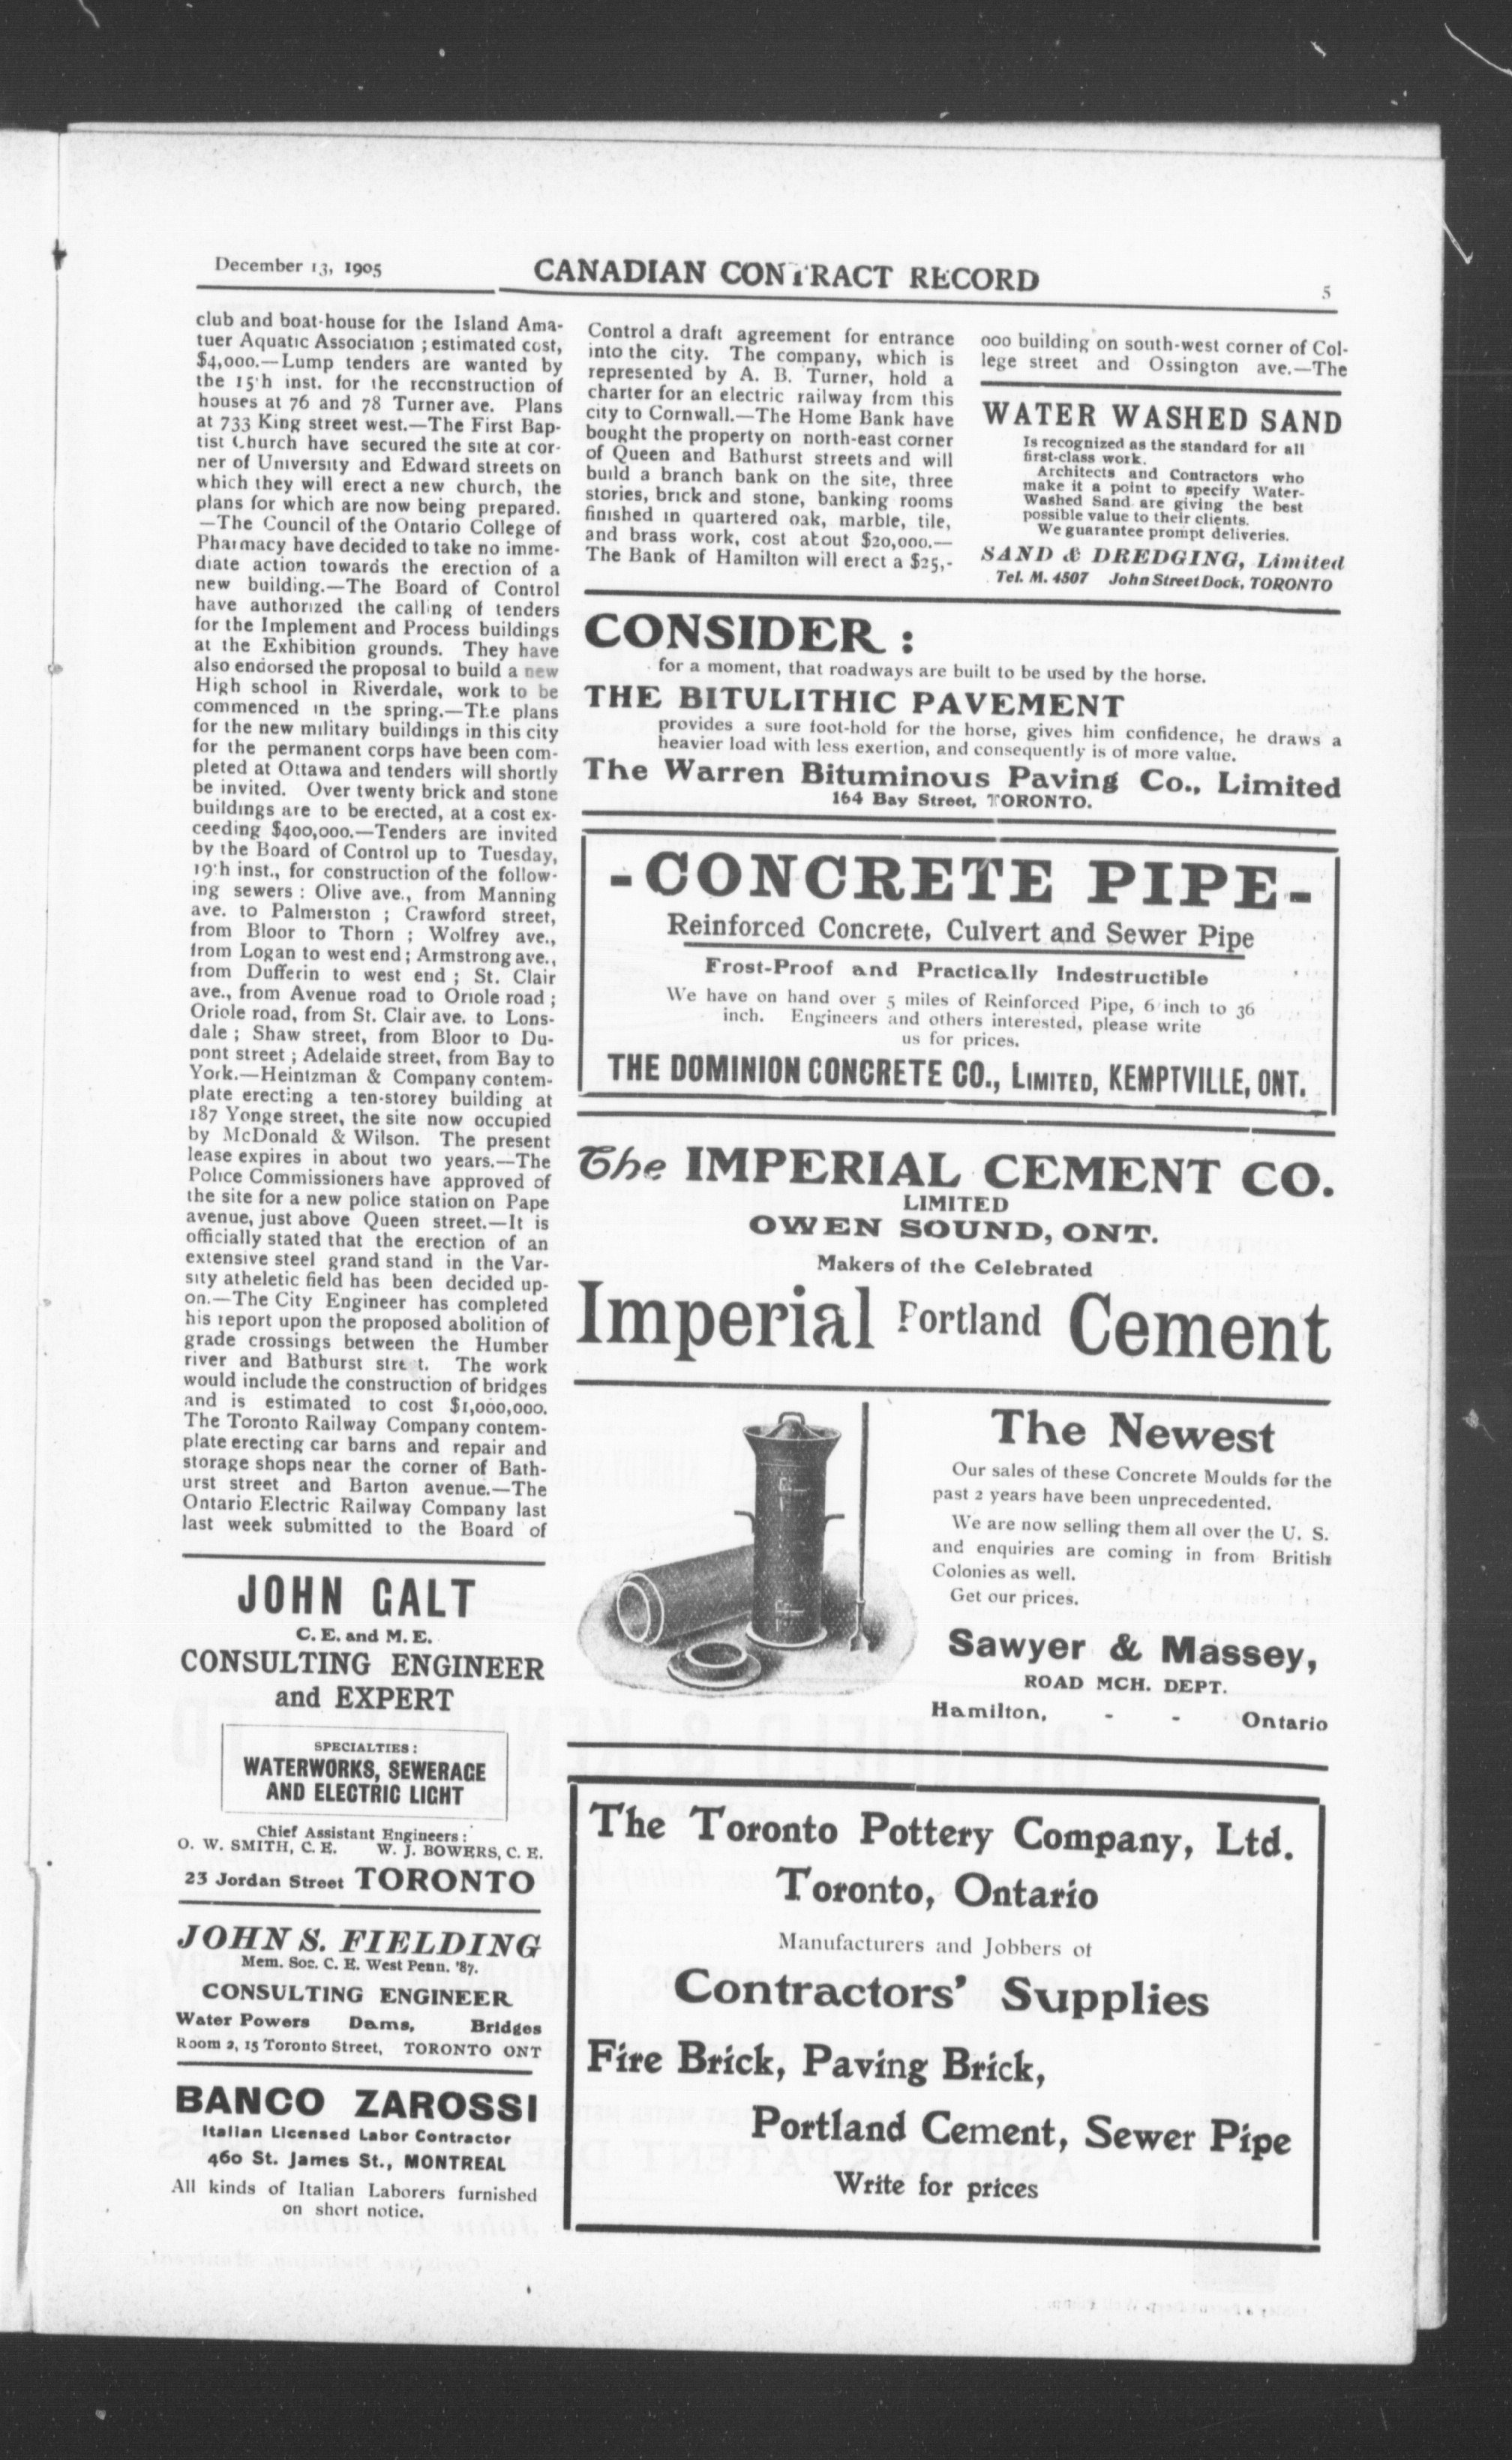 December 13, 1905
CANADIAN CONTRACT RECORD
5
club and boat-house for the Island Ama-
tuer Aquatic Association ; estimated cost,
$4,000.—Lump tenders are wanted by
the 15th inst. for the reconstruction of
houses at 76 and 78 Turner ave. Plans
at 733 King street west.—The First Bap-
tist Church have secured the site at cor-
ner of University and Edward streets on
which they will erect a new church, the
plans for which are now being prepared.
—The Council of the Ontario College of
Pharmacy have decided to take no imme-
diate action towards the erection of a
new building.—The Board of Control
have authorized the calling of tenders
for the Implement and Process buildings
at the Exhibition grounds. They have
also endorsed the proposal to build a new
High school in Riverdale, work to be
commenced in the spring.—The plans
for the new military buildings in this city
for the permanent corps have been com-
pleted at Ottawa and tenders will shortly
be invited. Over twenty brick and stone
buildings are to be erected, at a cost ex-
ceeding $400,000.—Tenders are invited
by the Board of Control up to Tuesday,
19th inst., for construction of the follow-
ing sewers : Olive ave., from Manning
ave. to Palmerston ; Crawford street,
from Bloor to Thorn ; Wolfrey ave.,
from Logan to west end ; Armstrong ave.,
from Dufferin to west end ; St. Clair
ave., from Avenue road to Oriole road ;
Oriole road, from St. Clair ave. to Lons-
dale ; Shaw street, from Bloor to Du-
pont street ; Adelaide street, from Bay to
York.—Heintzman & Company contem-
plate erecting a ten-storey building at
187 Yonge street, the site now occupied
by McDonald & Wilson. The present
lease expires in about two years.—The
Police Commissioners have approved of
the site for a new police station on Pape
avenue, just above Queen street.—It is
officially stated that the erection of an
extensive steel grand stand in the Var-
sity atheletic field has been decided up-
on.—The City Engineer has completed
his report upon the proposed abolition of
grade crossings between the Humber
river and Bathurst street. The work
would include the construction of bridges
and is estimated to cost $1,000,000.
The Toronto Railway Company contem-
plate erecting car barns and repair and
storage shops near the corner of Bath-
urst street and Barton avenue.—The
Ontario Electric Railway Company last
last week submitted to the Board of
JOHN GALT
C. E. and M. E.
CONSULTING ENGINEER
and EXPERT
SPECIALTIES :
WATERWORKS, SEWERAGE
AND ELECTRIC LIGHT
Chief Assistant Engineers :
O. W. SMITH, C. E. W. J. BOWERS, C. E.
23 Jordan Street TORONTO
JOHN S. FIELDING
Mem. Soc. C. E. West Penn. '87.
CONSULTING ENGINEER
Water Powers Dams, Bridges
Room 2, 15 Toronto Street, TORONTO ONT
BANCO ZAROSSI
Italian Licensed Labor Contractor
460 St. James St., MONTREAL
All kinds of Italian Laborers furnished
on short notice.
Control a draft agreement for entrance
into the city. The company, which is
represented by A. B. Turner, hold a
charter for an electric railway from this
city to Cornwall.—The Home Bank have
bought the property on north-east corner
of Queen and Bathurst streets and will
build a branch bank on the site, three
stories, brick and stone, banking rooms
finished in quartered oak, marble, tile,
and brass work, cost about $20,000.—
The Bank of Hamilton will erect a $25,-
000 building on south-west corner of Col-
lege street and Ossington ave.—The
WATER WASHED SAND
Is recognized as the standard for all
first-class work.
Architects and Contractors who
make it a point to specify Water-
Washed Sand are giving the best
possible value to their clients.
We guarantee prompt deliveries.
SAND & DREDGING, Limited
Tel. M. 4507 John Street Dock, TORONTO
CONSIDER :
for a moment, that roadways are built to be used by the horse.
THE BITULITHIC PAVEMENT
provides a sure foot-hold for the horse, gives him confidence, he draws a
heavier load with less exertion, and consequently is of more value.
The Warren Bituminous Paving Co., Limited
164 Bay Street, TORONTO.
-CONCRETE PIPE-
Reinforced Concrete, Culvert and Sewer Pipe
Frost-Proof and Practically Indestructible
We have on hand over 5 miles of Reinforced Pipe, 6 inch to 36
inch. Engineers and others interested, please write
us for prices.
THE DOMINION CONCRETE CO., LIMITED, KEMPTVILLE, ONT.
The IMPERIAL CEMENT CO.
LIMITED
OWEN SOUND, ONT.
Makers of the Celebrated
Imperial Portland Cement
The Newest
Our sales of these Concrete Moulds for the
past 2 years have been unprecedented.
We are now selling them all over the U. S.
and enquiries are coming in from British
Colonies as well.
Get our prices.
Sawyer & Massey,
ROAD MCH. DEPT.
Hamilton, - - Ontario
The Toronto Pottery Company, Ltd.
Toronto, Ontario
Manufacturers and Jobbers of
Contractors' Supplies
Fire Brick, Paving Brick,
Portland Cement, Sewer Pipe
Write for prices